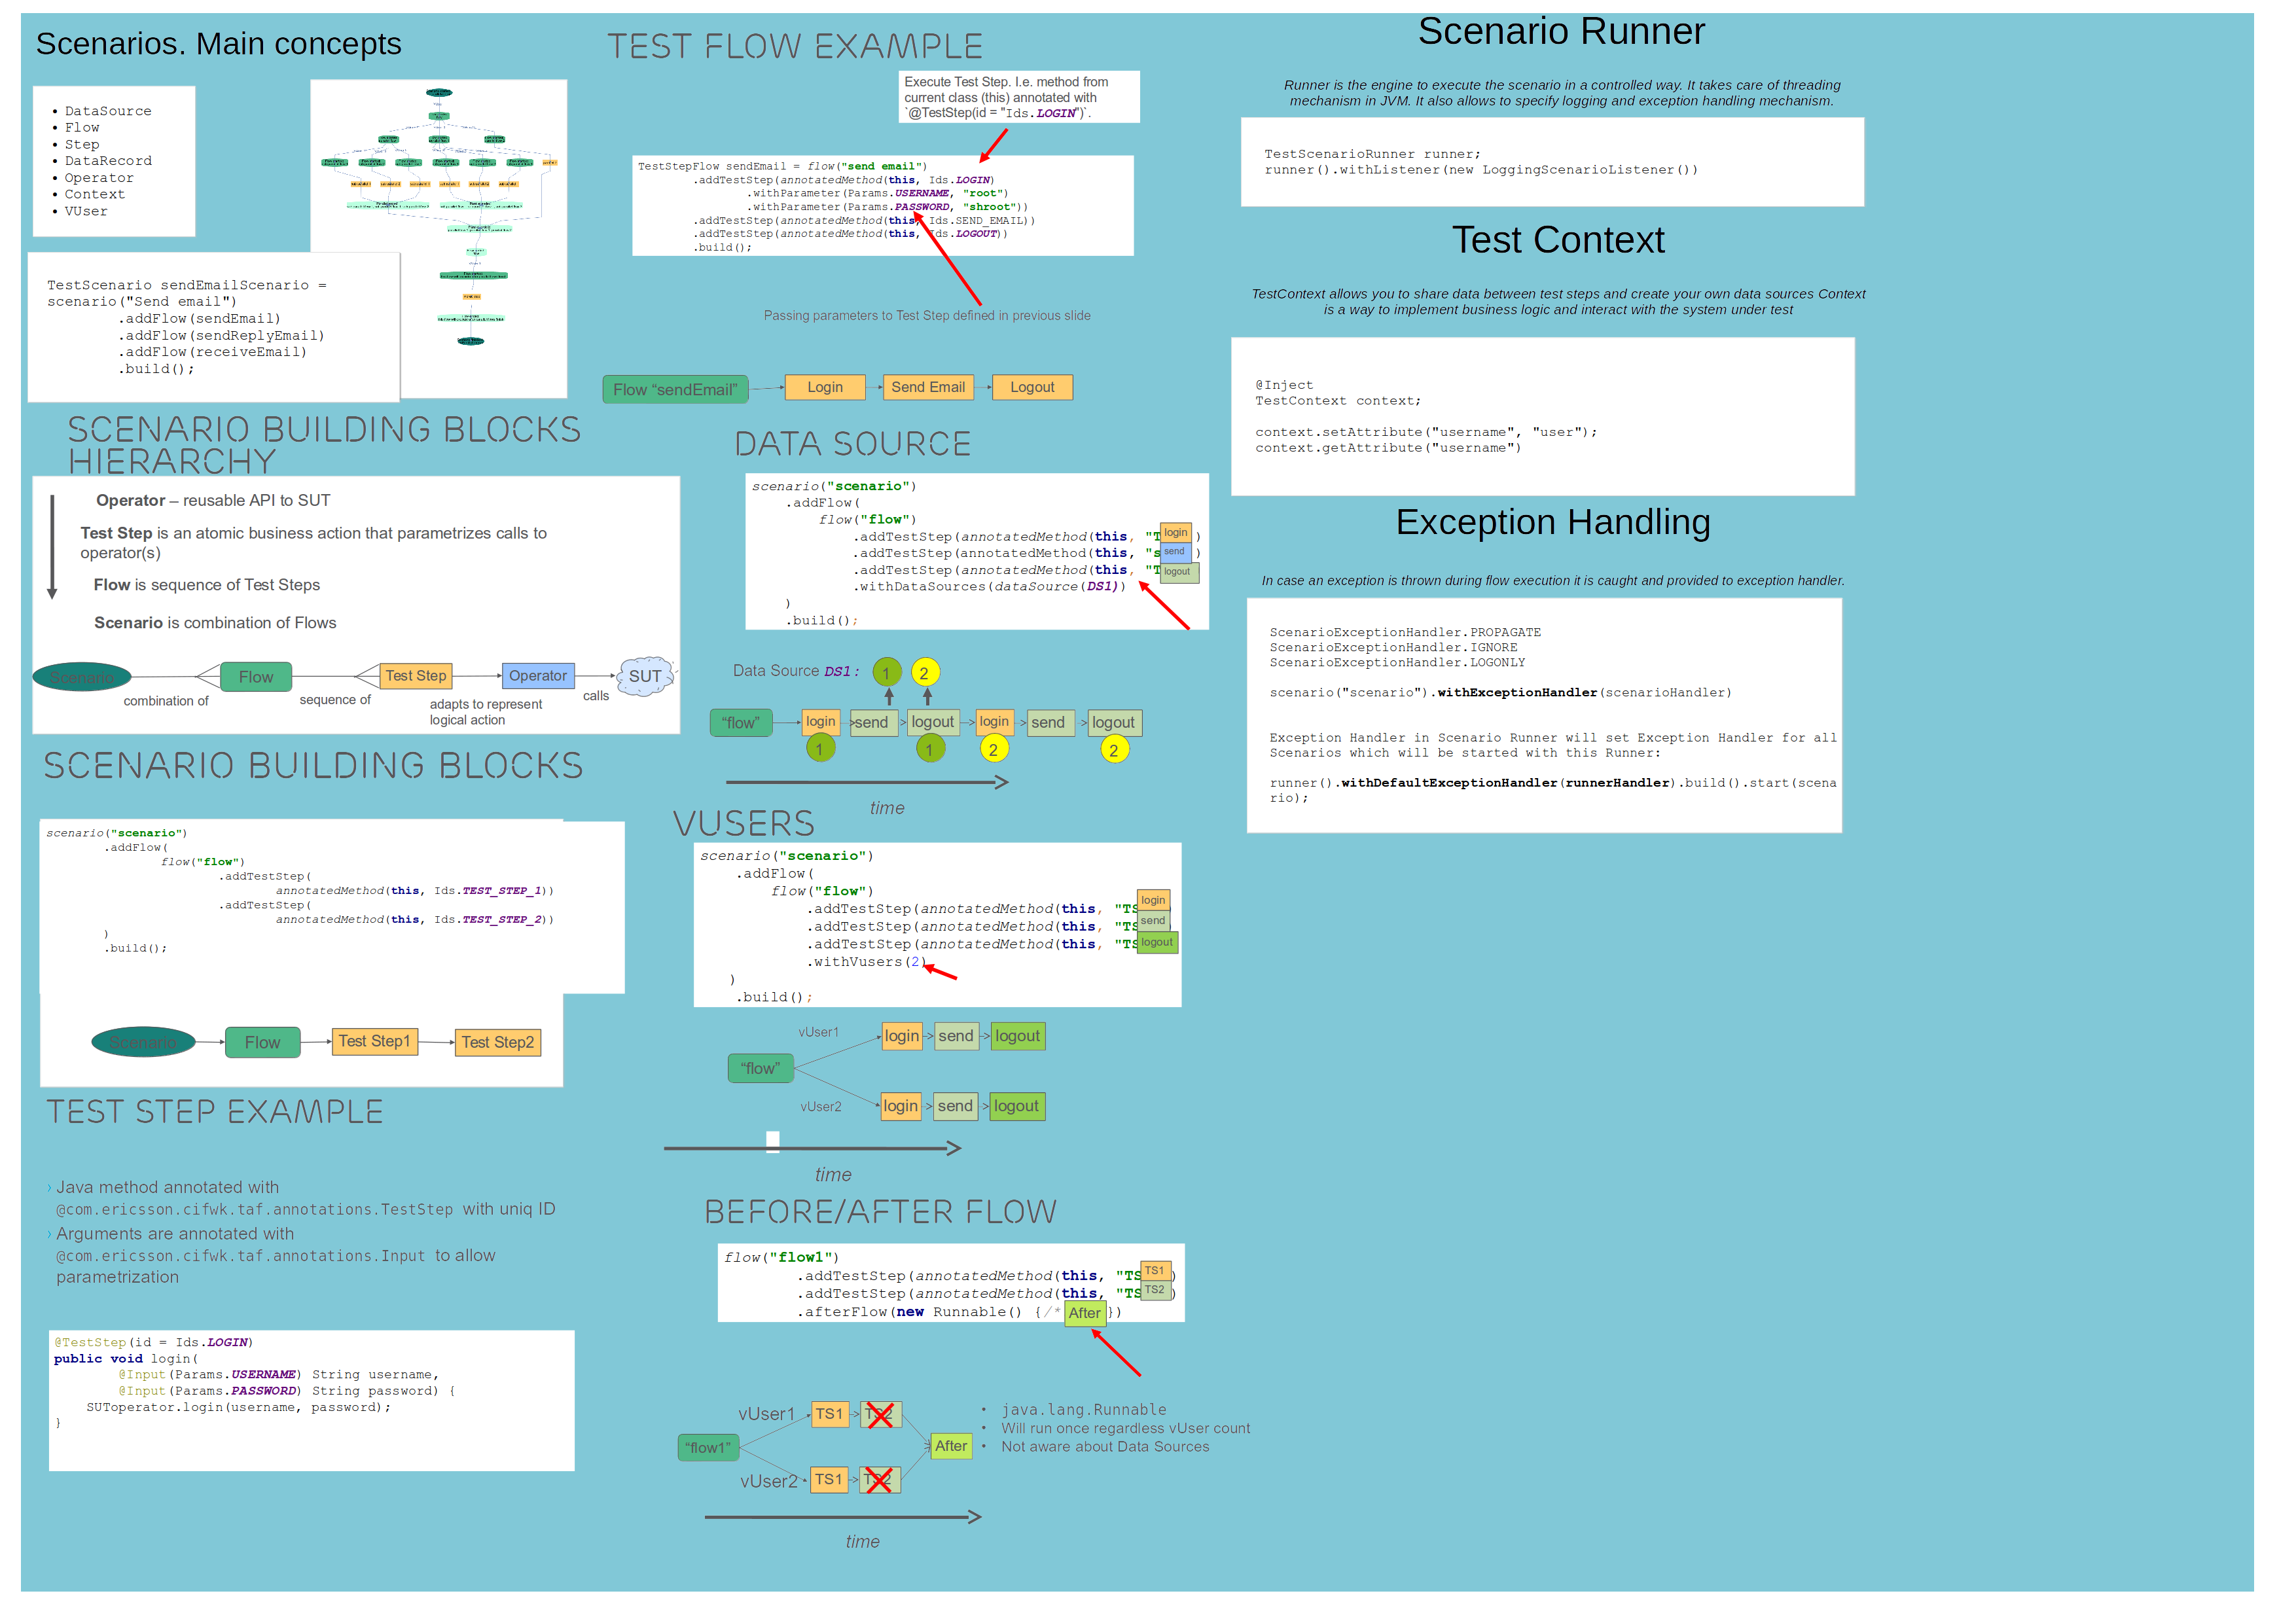 Scenarios. Main concepts
• DataSource
• Flow
• Step
• DataRecord
• Operator
• Context
• VUser
TestScenario sendEmailScenario =
scenario("Send email")
.addFlow(sendEmail)
.addFlow(sendReplyEmail)
.addFlow(receiveEmail)
.build();
SCENARIO BUILDING BLOCKS
HIERARCHY
Operator – reusable API to SUT
Test Step is an atomic business action that parametrizes calls to
operator(s)
Flow is sequence of Test Steps
Scenario is combination of Flows
Scenario
Flow
Test Step
Operator
SUT
combination of
sequence of
adapts to represent
logical action
calls
SCENARIO BUILDING BLOCKS
scenario("scenario")
.addFlow(
flow("flow")
.addTestStep(
annotatedMethod(this, Ids.TEST_STEP_1))
.addTestStep(
annotatedMethod(this, Ids.TEST_STEP_2))
)
.build();
Scenario
Flow
Test Step1
Test Step2
TEST STEP EXAMPLE
› Java method annotated with
@com.ericsson.cifwk.taf.annotations.TestStep with uniq ID
› Arguments are annotated with
@com.ericsson.cifwk.taf.annotations.Input to allow
parametrization
@TestStep(id = Ids.LOGIN)
public void login(
@Input(Params.USERNAME) String username,
@Input(Params.PASSWORD) String password) {
SUToperator.login(username, password);
}
TEST FLOW EXAMPLE
Execute Test Step. I.e. method from
current class (this) annotated with
`@TestStep(id = "Ids.LOGIN")`.
TestStepFlow sendEmail = flow("send email")
.addTestStep(annotatedMethod(this, Ids.LOGIN)
.withParameter(Params.USERNAME, "root")
.withParameter(Params.PASSWORD, "shroot"))
.addTestStep(annotatedMethod(this, Ids.SEND_EMAIL))
.addTestStep(annotatedMethod(this, Ids.LOGOUT))
.build();
Passing parameters to Test Step defined in previous slide
Flow “sendEmail”
Login
Send Email
Logout
DATA SOURCE
scenario("scenario")
.addFlow(
flow("flow")
.addTestStep(annotatedMethod(this, "T login )
.addTestStep(annotatedMethod(this, "s send )
.addTestStep(annotatedMethod(this, "T logout
.withDataSources(dataSource(DS1))
)
.build();
Data Source DS1: 1 2
“flow”
login > send > logout > login > send > logout
1 1 2 2
time
VUSERS
scenario("scenario")
.addFlow(
flow("flow")
.addTestStep(annotatedMethod(this, "TS login )
.addTestStep(annotatedMethod(this, "TS send )
.addTestStep(annotatedMethod(this, "TS logout
.withVusers(2)
)
.build();
vUser1
login > send > logout
“flow”
vUser2
login > send > logout
time
BEFORE/AFTER FLOW
flow("flow1")
.addTestStep(annotatedMethod(this, "TS TS1 )
.addTestStep(annotatedMethod(this, "TS TS2 )
.afterFlow(new Runnable() {/* After })
vUser1
TS1 > TS2
“flow1”
After
vUser2
TS1 > TS2
• java.lang.Runnable
• Will run once regardless vUser count
• Not aware about Data Sources
time
Scenario Runner
Runner is the engine to execute the scenario in a controlled way. It takes care of threading
mechanism in JVM. It also allows to specify logging and exception handling mechanism.
TestScenarioRunner runner;
runner().withListener(new LoggingScenarioListener())
Test Context
TestContext allows you to share data between test steps and create your own data sources Context
is a way to implement business logic and interact with the system under test
@Inject
TestContext context;
context.setAttribute("username", "user");
context.getAttribute("username")
Exception Handling
In case an exception is thrown during flow execution it is caught and provided to exception handler.
ScenarioExceptionHandler.PROPAGATE
ScenarioExceptionHandler.IGNORE
ScenarioExceptionHandler.LOGONLY
scenario("scenario").withExceptionHandler(scenarioHandler)
Exception Handler in Scenario Runner will set Exception Handler for all
Scenarios which will be started with this Runner:
runner().withDefaultExceptionHandler(runnerHandler).build().start(scena
rio);